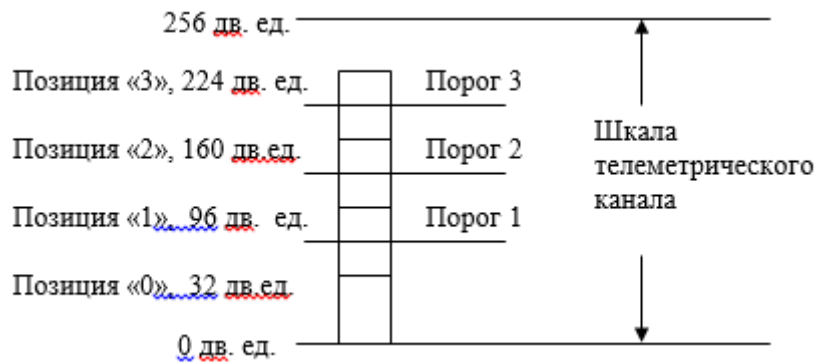 256 дв. ед.
Позиция «3», 224 дв. ед.
Порог 3
Позиция «2», 160 дв.ед.
Порог 2
Позиция «1», 96 дв. ед.
Порог 1
Позиция «0», 32 дв.ед.
0 дв. ед.
Шкала
телеметрического
канала